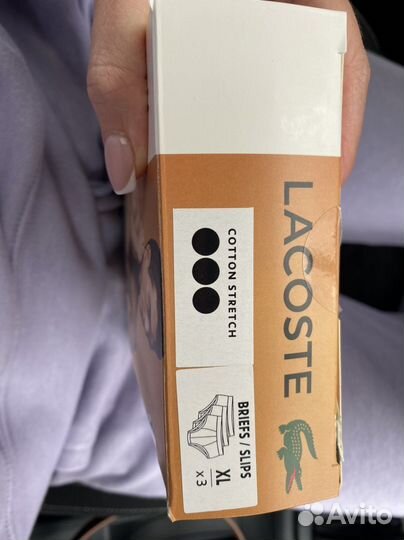 LACOSTE
COTTON STRETCH
BRIEFS / SLIPS
XL
x 3
Avito